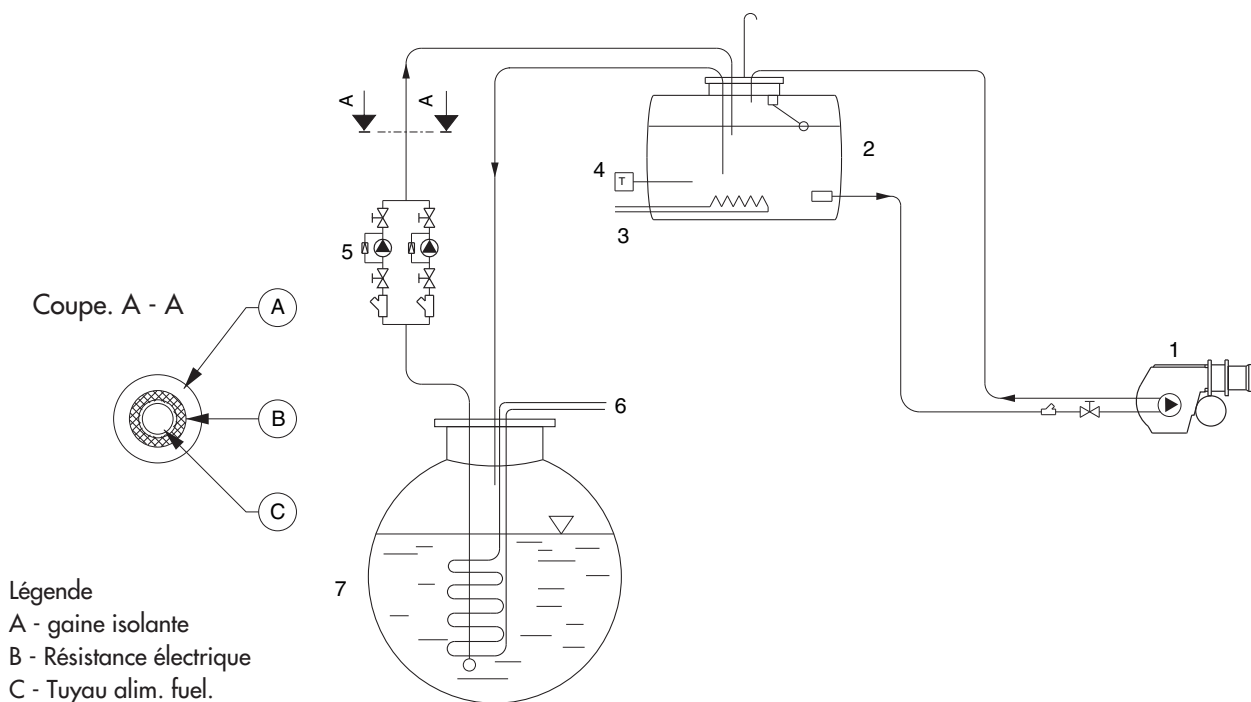 A
A
2
4
T
3
5
Coupe. A - A
A
B
C
1
6
7
Légende
A - gaine isolante
B - Résistance électrique
C - Tuyau alim. fuel.